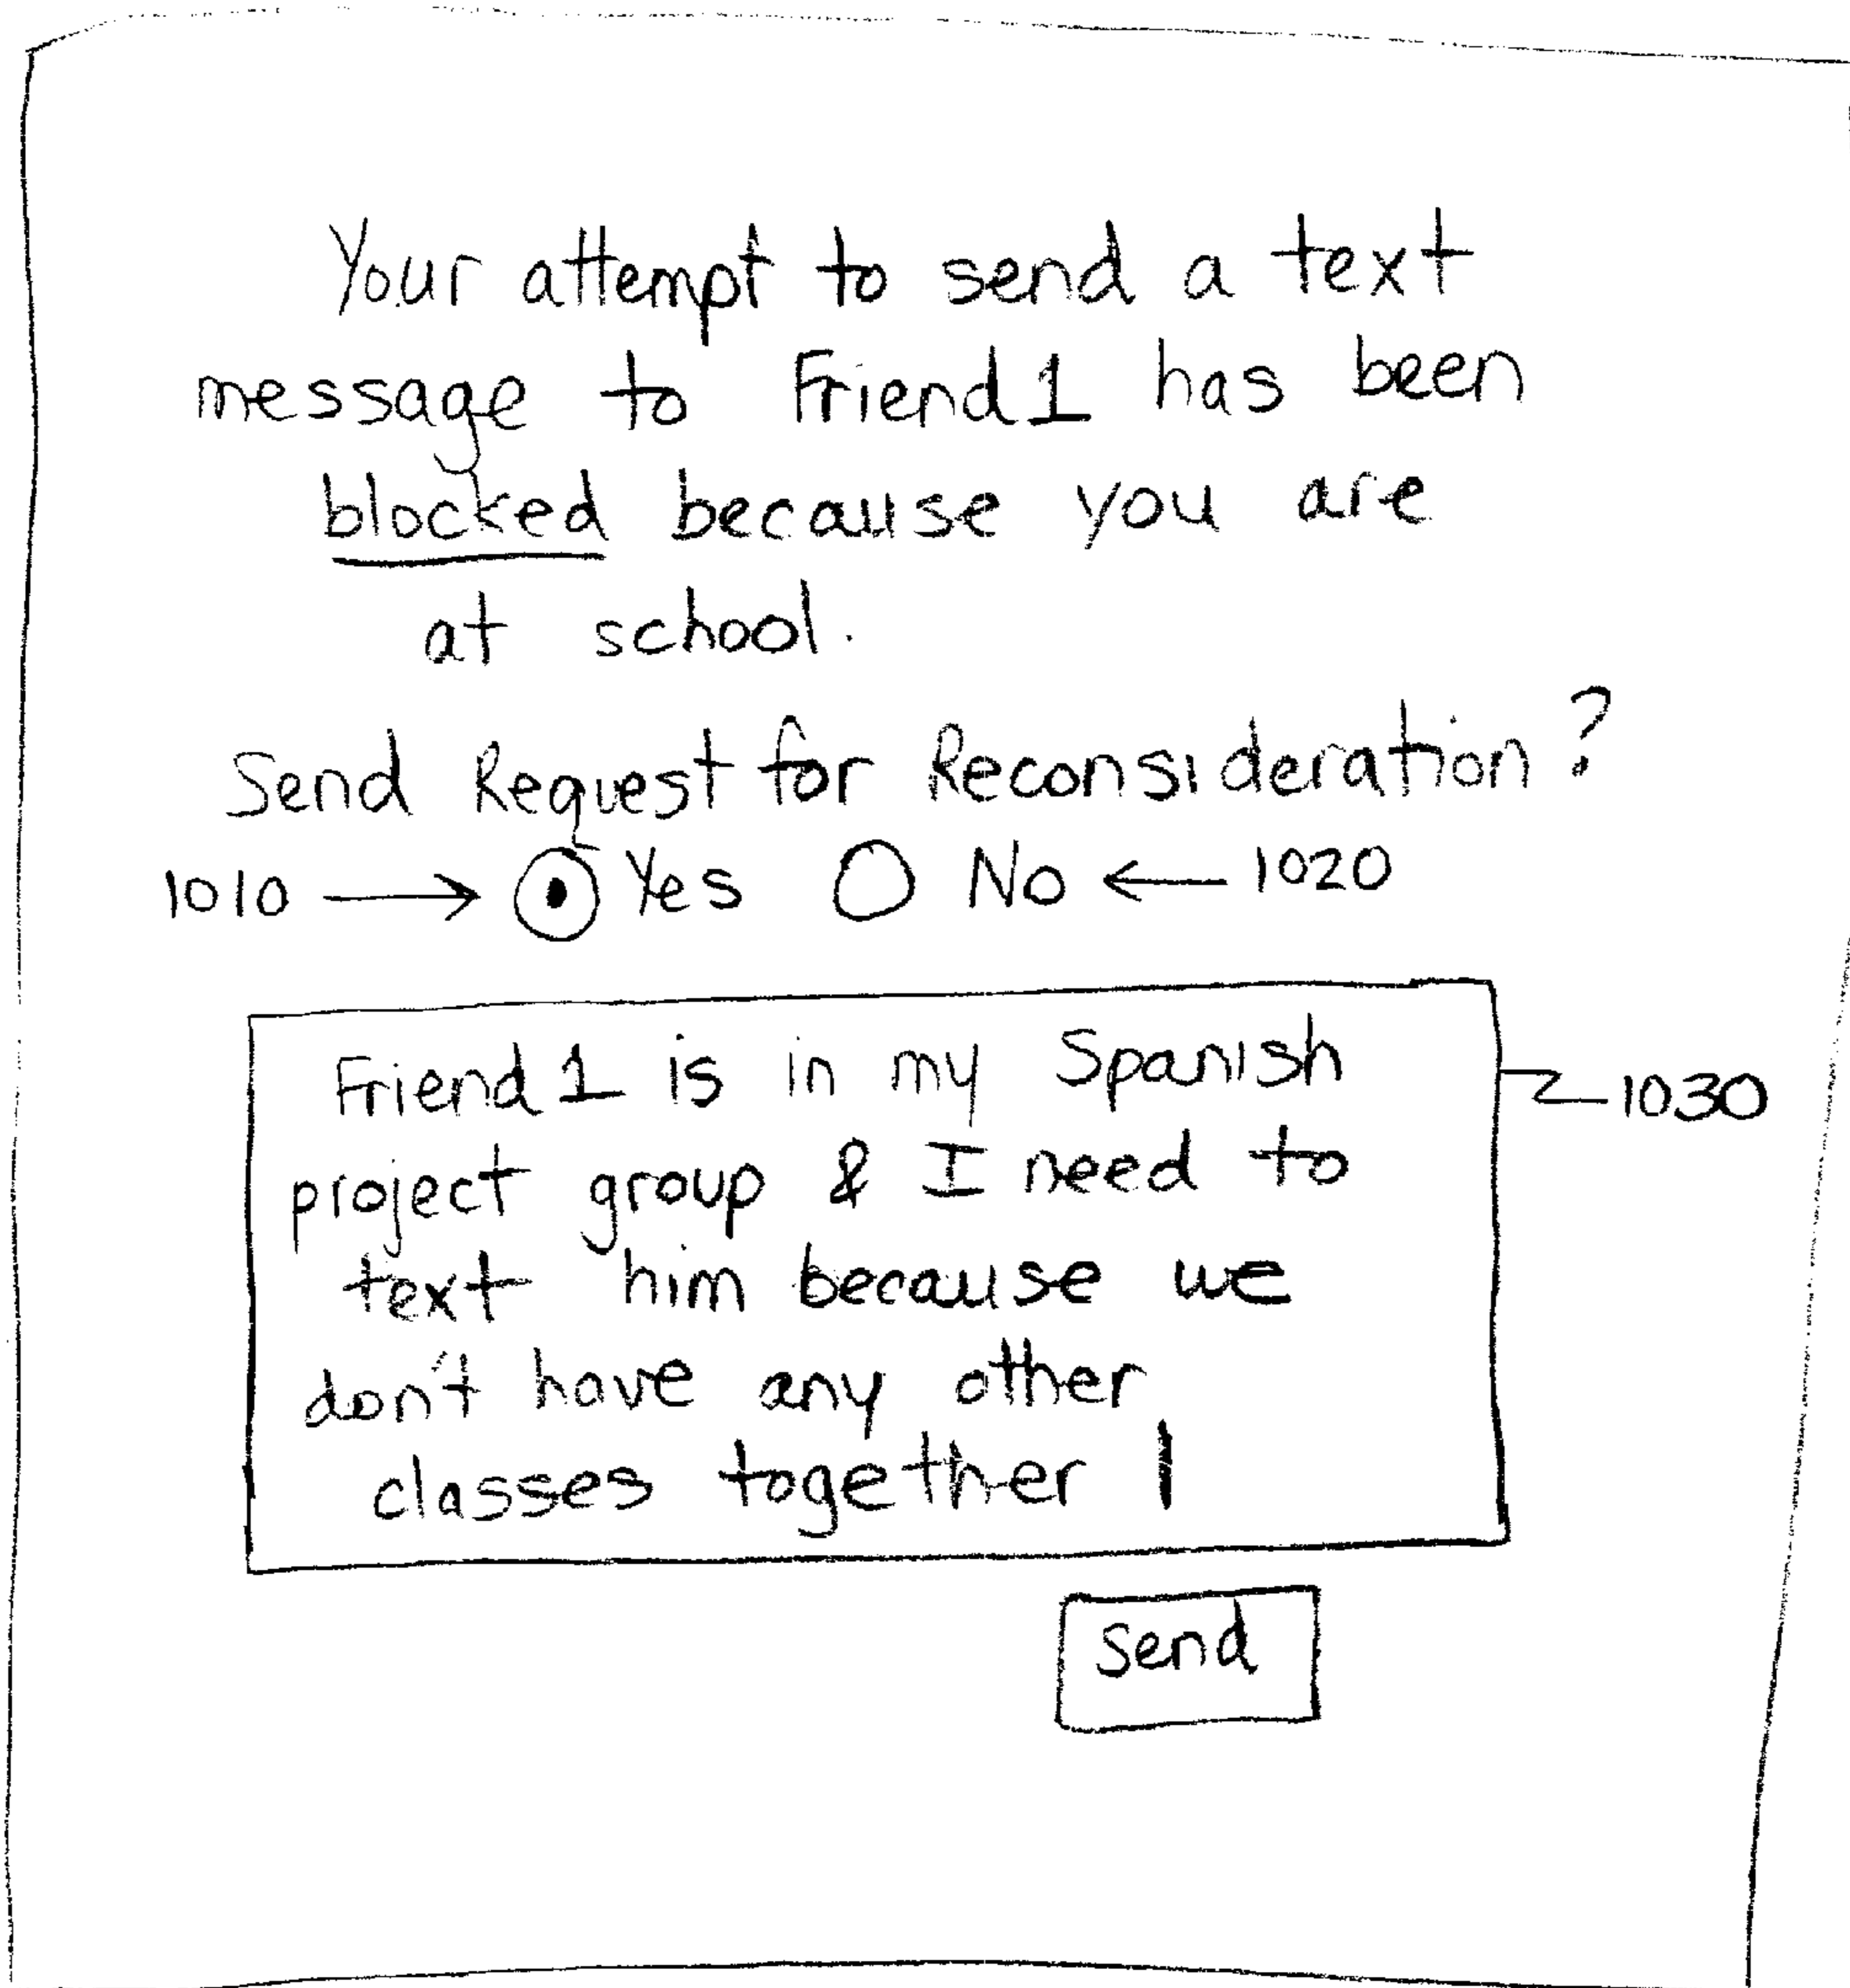 Your attempt to send a text
message to Friend1 has been
blocked because you are
at school.
Send Request for Reconsideration?
1010 → Yes No ← 1020
Friend1 is in my Spanish
project group & I need to
text him because we
don't have any other
classes together
1030
Send